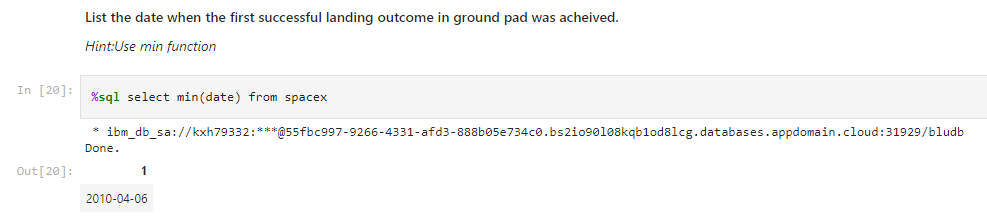 List the date when the first successful landing outcome in ground pad was acheived.
Hint:Use min function
In [20]: %sql select min(date) from spacex
* ibm_db_sa://kxh79332:***@55fbc997-9266-4331-afd3-888b05e734c0.bs2io90l08kqb1od8lcg.databases.appdomain.cloud:31929/bludb
Done.
Out[20]: 1
2010-04-06